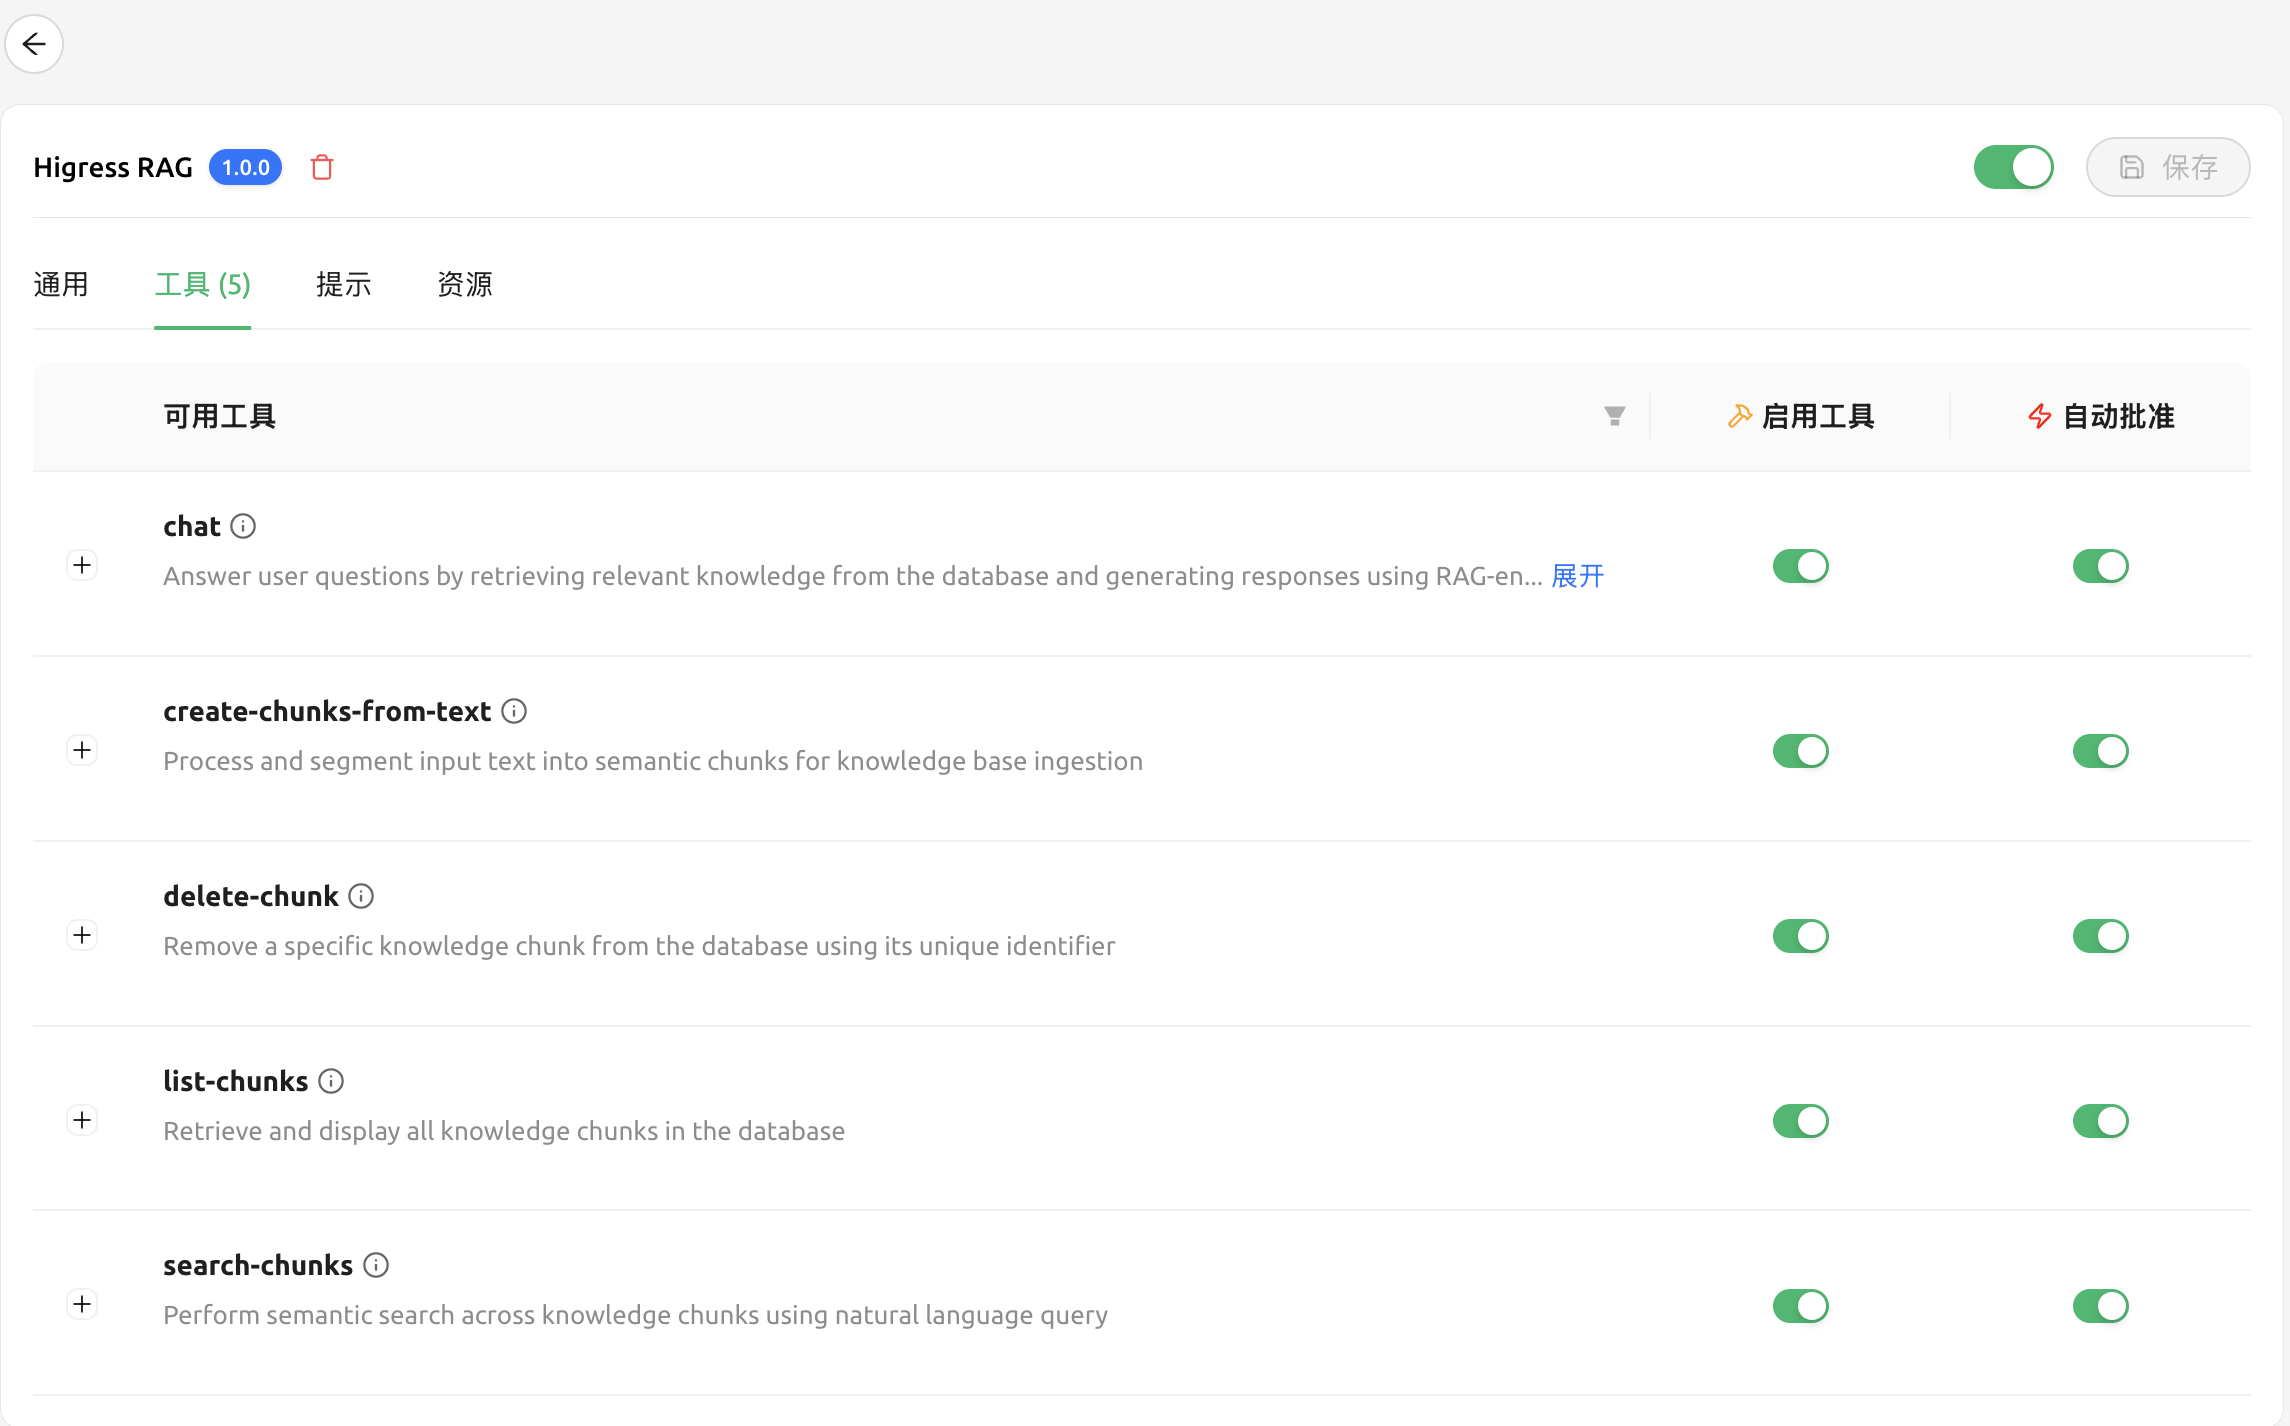 Higress RAG 1.0.0 保存
通用 工具 (5) 提示 资源
可用工具 启用工具 自动批准
chat
Answer user questions by retrieving relevant knowledge from the database and generating responses using RAG-en... 展开
create-chunks-from-text
Process and segment input text into semantic chunks for knowledge base ingestion
delete-chunk
Remove a specific knowledge chunk from the database using its unique identifier
list-chunks
Retrieve and display all knowledge chunks in the database
search-chunks
Perform semantic search across knowledge chunks using natural language query